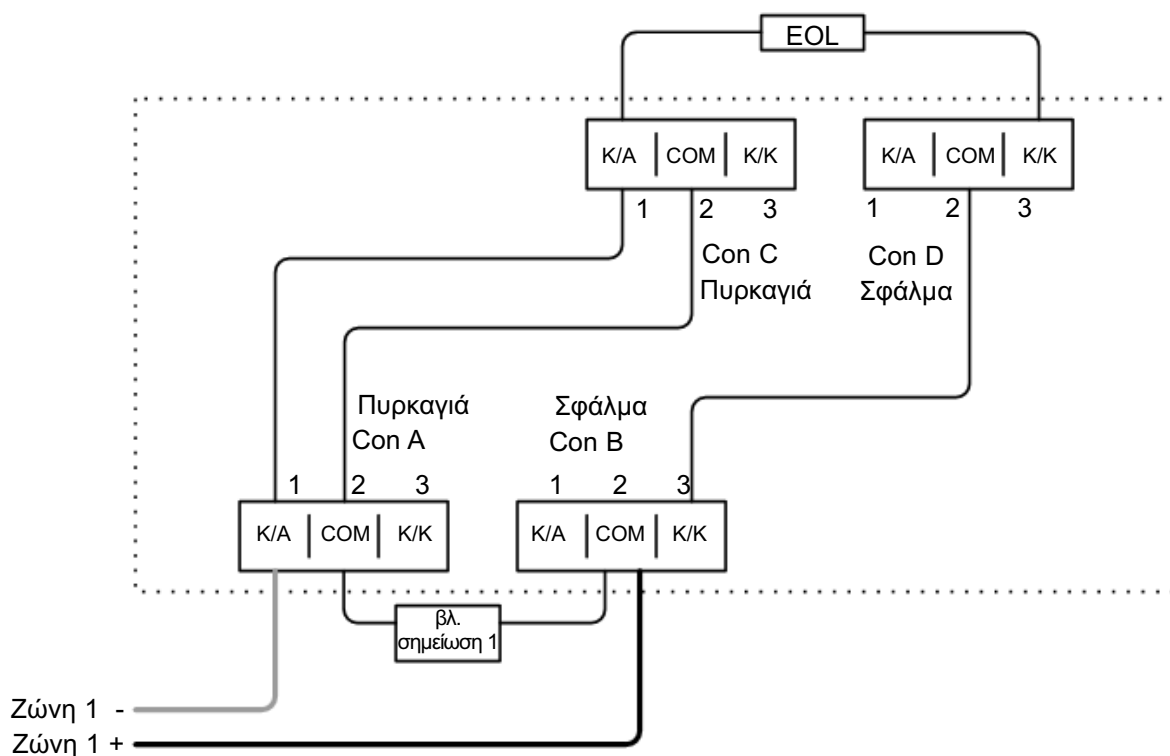 EOL
K/A COM K/K
K/A COM K/K
1 2 3
1 2 3
Con C
Πυρκαγιά
Con D
Σφάλμα
Πυρκαγιά
Con A
Σφάλμα
Con B
1 2 3
1 2 3
K/A COM K/K
K/A COM K/K
βλ.
σημείωση 1
Ζώνη 1 -
Ζώνη 1 +